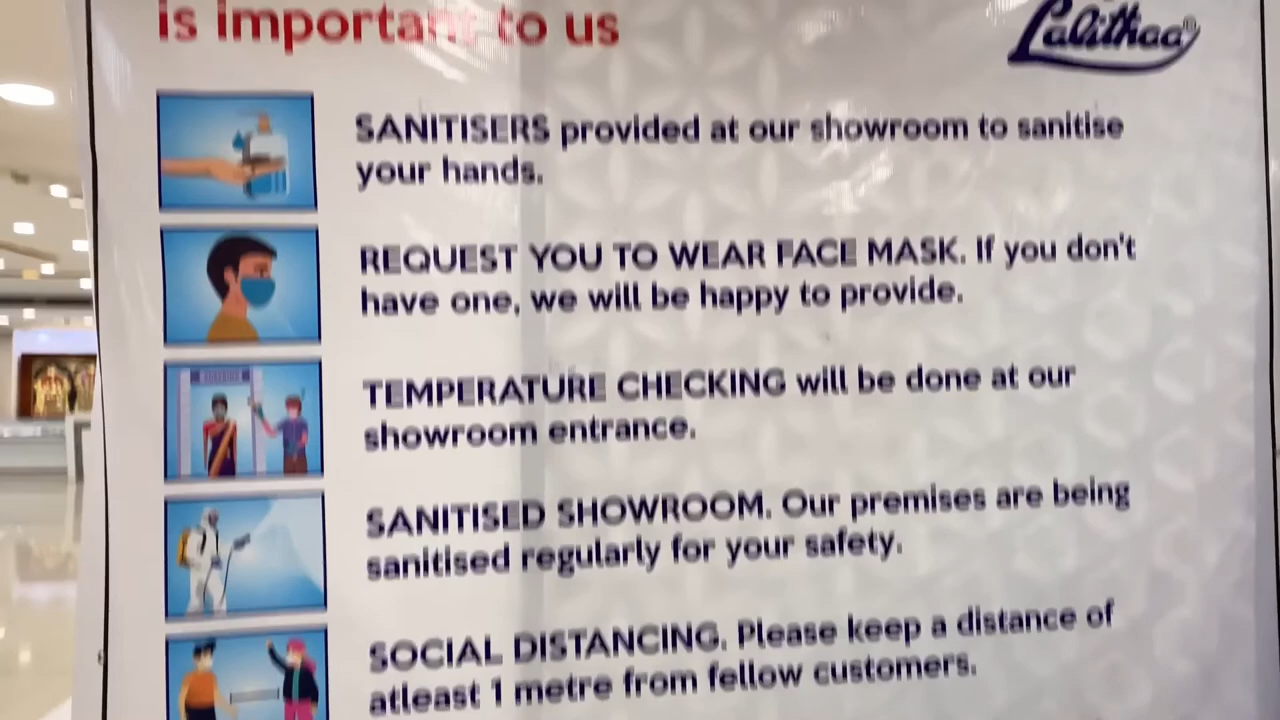 is important to us
Lalithaa®
SANITISERS provided at our showroom to sanitise
your hands.
REQUEST YOU TO WEAR FACE MASK. If you don't
have one, we will be happy to provide.
TEMPERATURE CHECKING will be done at our
showroom entrance.
SANITISED SHOWROOM. Our premises are being
sanitised regularly for your safety.
SOCIAL DISTANCING. Please keep a distance of
atleast 1 metre from fellow customers.